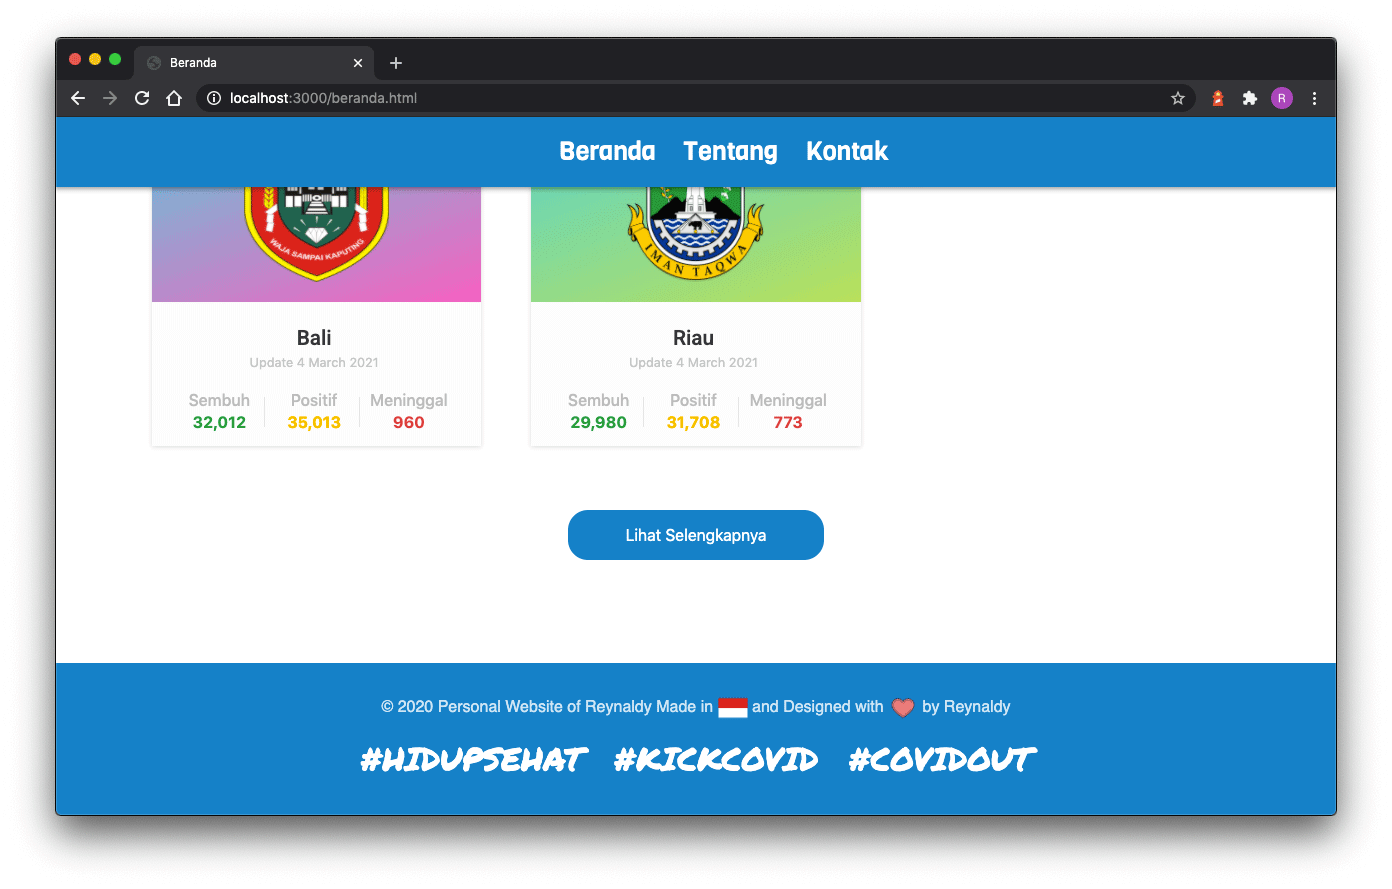 Beranda
localhost:3000/beranda.html
R
Beranda Tentang Kontak
WAJA SAMPAI KAPUTING
IMAN TAQWA
Bali
Update 4 March 2021
Sembuh Positif Meninggal
32,012 35,013 960
Riau
Update 4 March 2021
Sembuh Positif Meninggal
29,980 31,708 773
Lihat Selengkapnya
© 2020 Personal Website of Reynaldy Made in and Designed with by Reynaldy
#HIDUPSEHAT #KICKCOVID #COVIDOUT